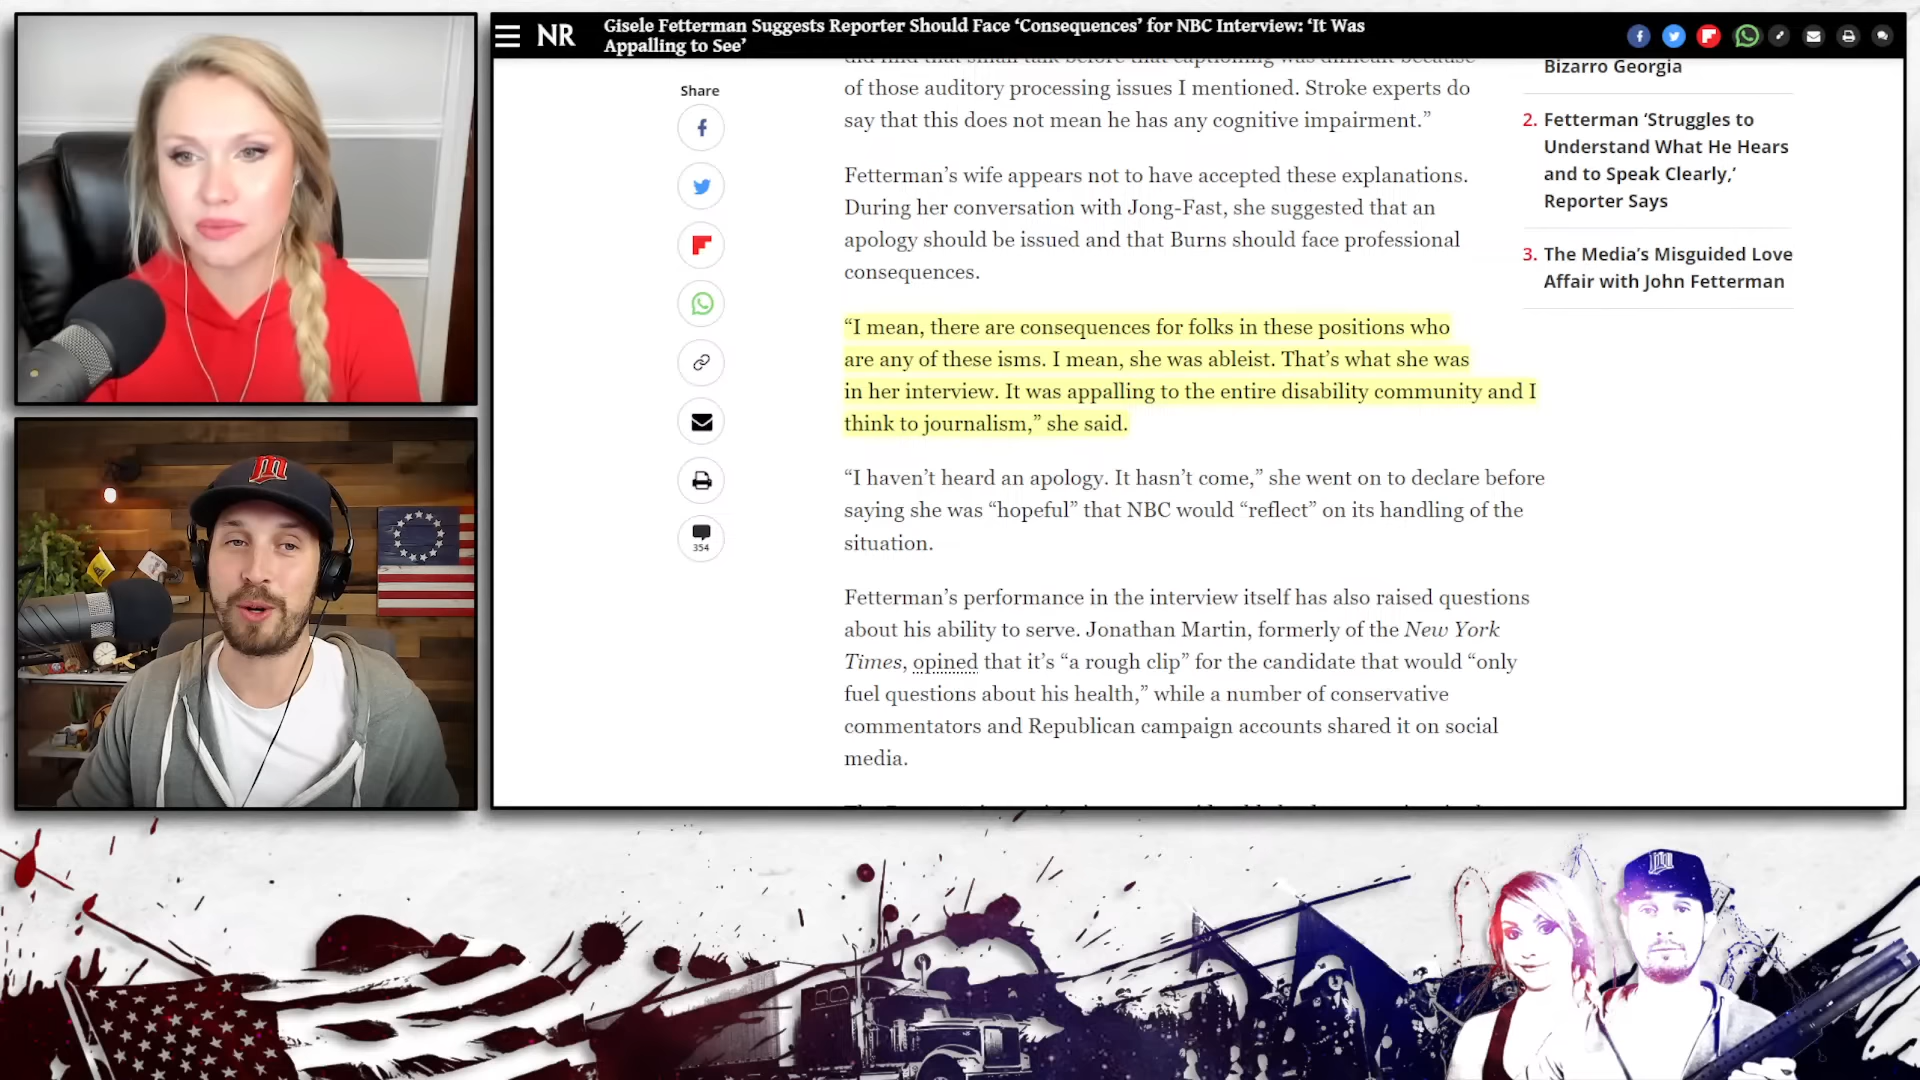 NR
Gisele Fetterman Suggests Reporter Should Face ‘Consequences’ for NBC Interview: ‘It Was
Appalling to See’
Share
354
did find that small talk before that captioning was difficult because
of those auditory processing issues I mentioned. Stroke experts do
say that this does not mean he has any cognitive impairment.”
Fetterman’s wife appears not to have accepted these explanations.
During her conversation with Jong-Fast, she suggested that an
apology should be issued and that Burns should face professional
consequences.
“I mean, there are consequences for folks in these positions who
are any of these isms. I mean, she was ableist. That’s what she was
in her interview. It was appalling to the entire disability community and I
think to journalism,” she said.
“I haven’t heard an apology. It hasn’t come,” she went on to declare before
saying she was “hopeful” that NBC would “reflect” on its handling of the
situation.
Fetterman’s performance in the interview itself has also raised questions
about his ability to serve. Jonathan Martin, formerly of the New York
Times, opined that it’s “a rough clip” for the candidate that would “only
fuel questions about his health,” while a number of conservative
commentators and Republican campaign accounts shared it on social
media.
Bizarro Georgia
2. Fetterman ‘Struggles to
Understand What He Hears
and to Speak Clearly,’
Reporter Says
3. The Media’s Misguided Love
Affair with John Fetterman